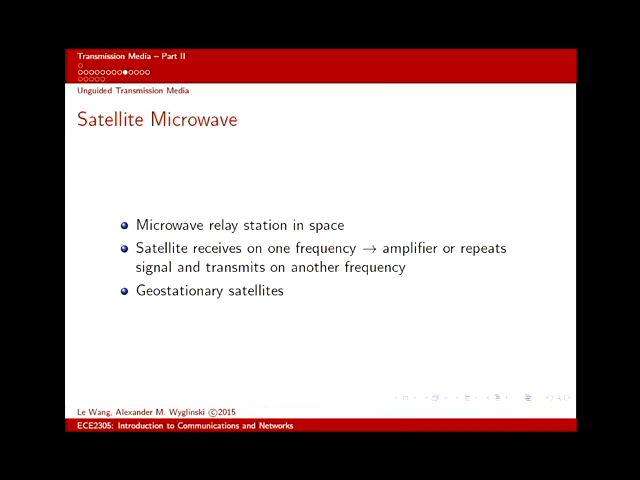 Transmission Media – Part II
Unguided Transmission Media
Satellite Microwave
Microwave relay station in space
Satellite receives on one frequency → amplifier or repeats
signal and transmits on another frequency
Geostationary satellites
Le Wang, Alexander M. Wyglinski ©2015
ECE2305: Introduction to Communications and Networks